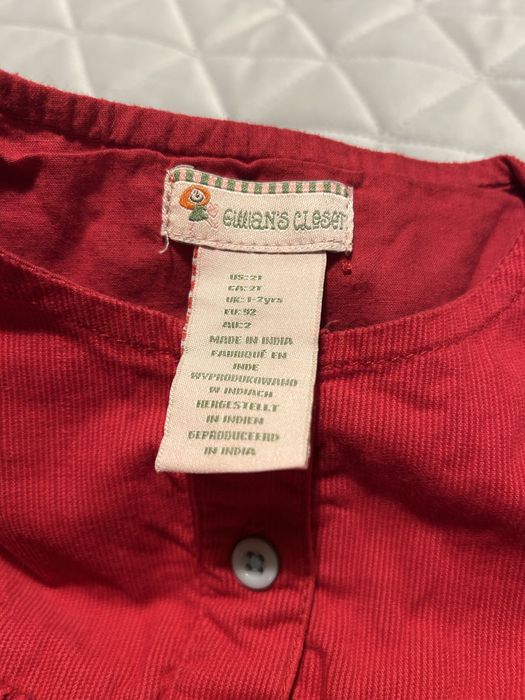 GILLIAN'S CLOSET
US: 2T
CA: 2T
UK: 1-2yrs
EU: 92
AU: 2
MADE IN INDIA
FABRIQUÉ EN
INDE
WYPRODUKOWANO
W INDIACH
HERGESTELLT
IN INDIEN
GEPRODUCEERD
IN INDIA